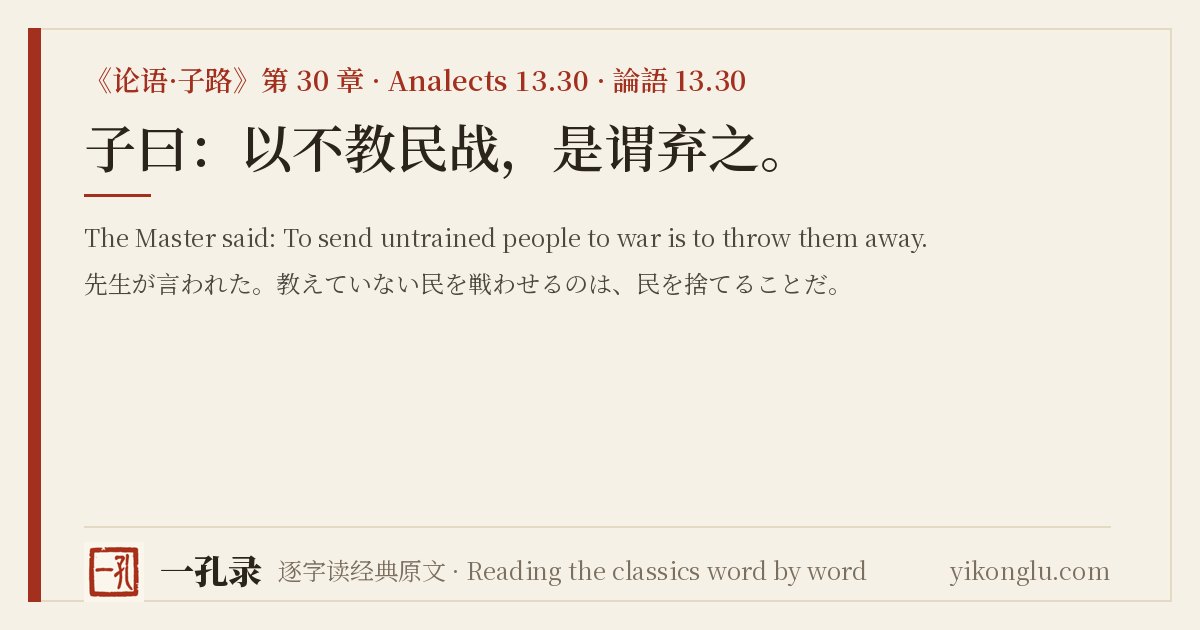 《论语·子路》第 30 章 · Analects 13.30 · 論語 13.30
子曰：以不教民战，是谓弃之。
The Master said: To send untrained people to war is to throw them away.
先生が言われた。教えていない民を戦わせるのは、民を捨てることだ。
一孔 一孔录 逐字读经典原文 · Reading the classics word by word yikonglu.com